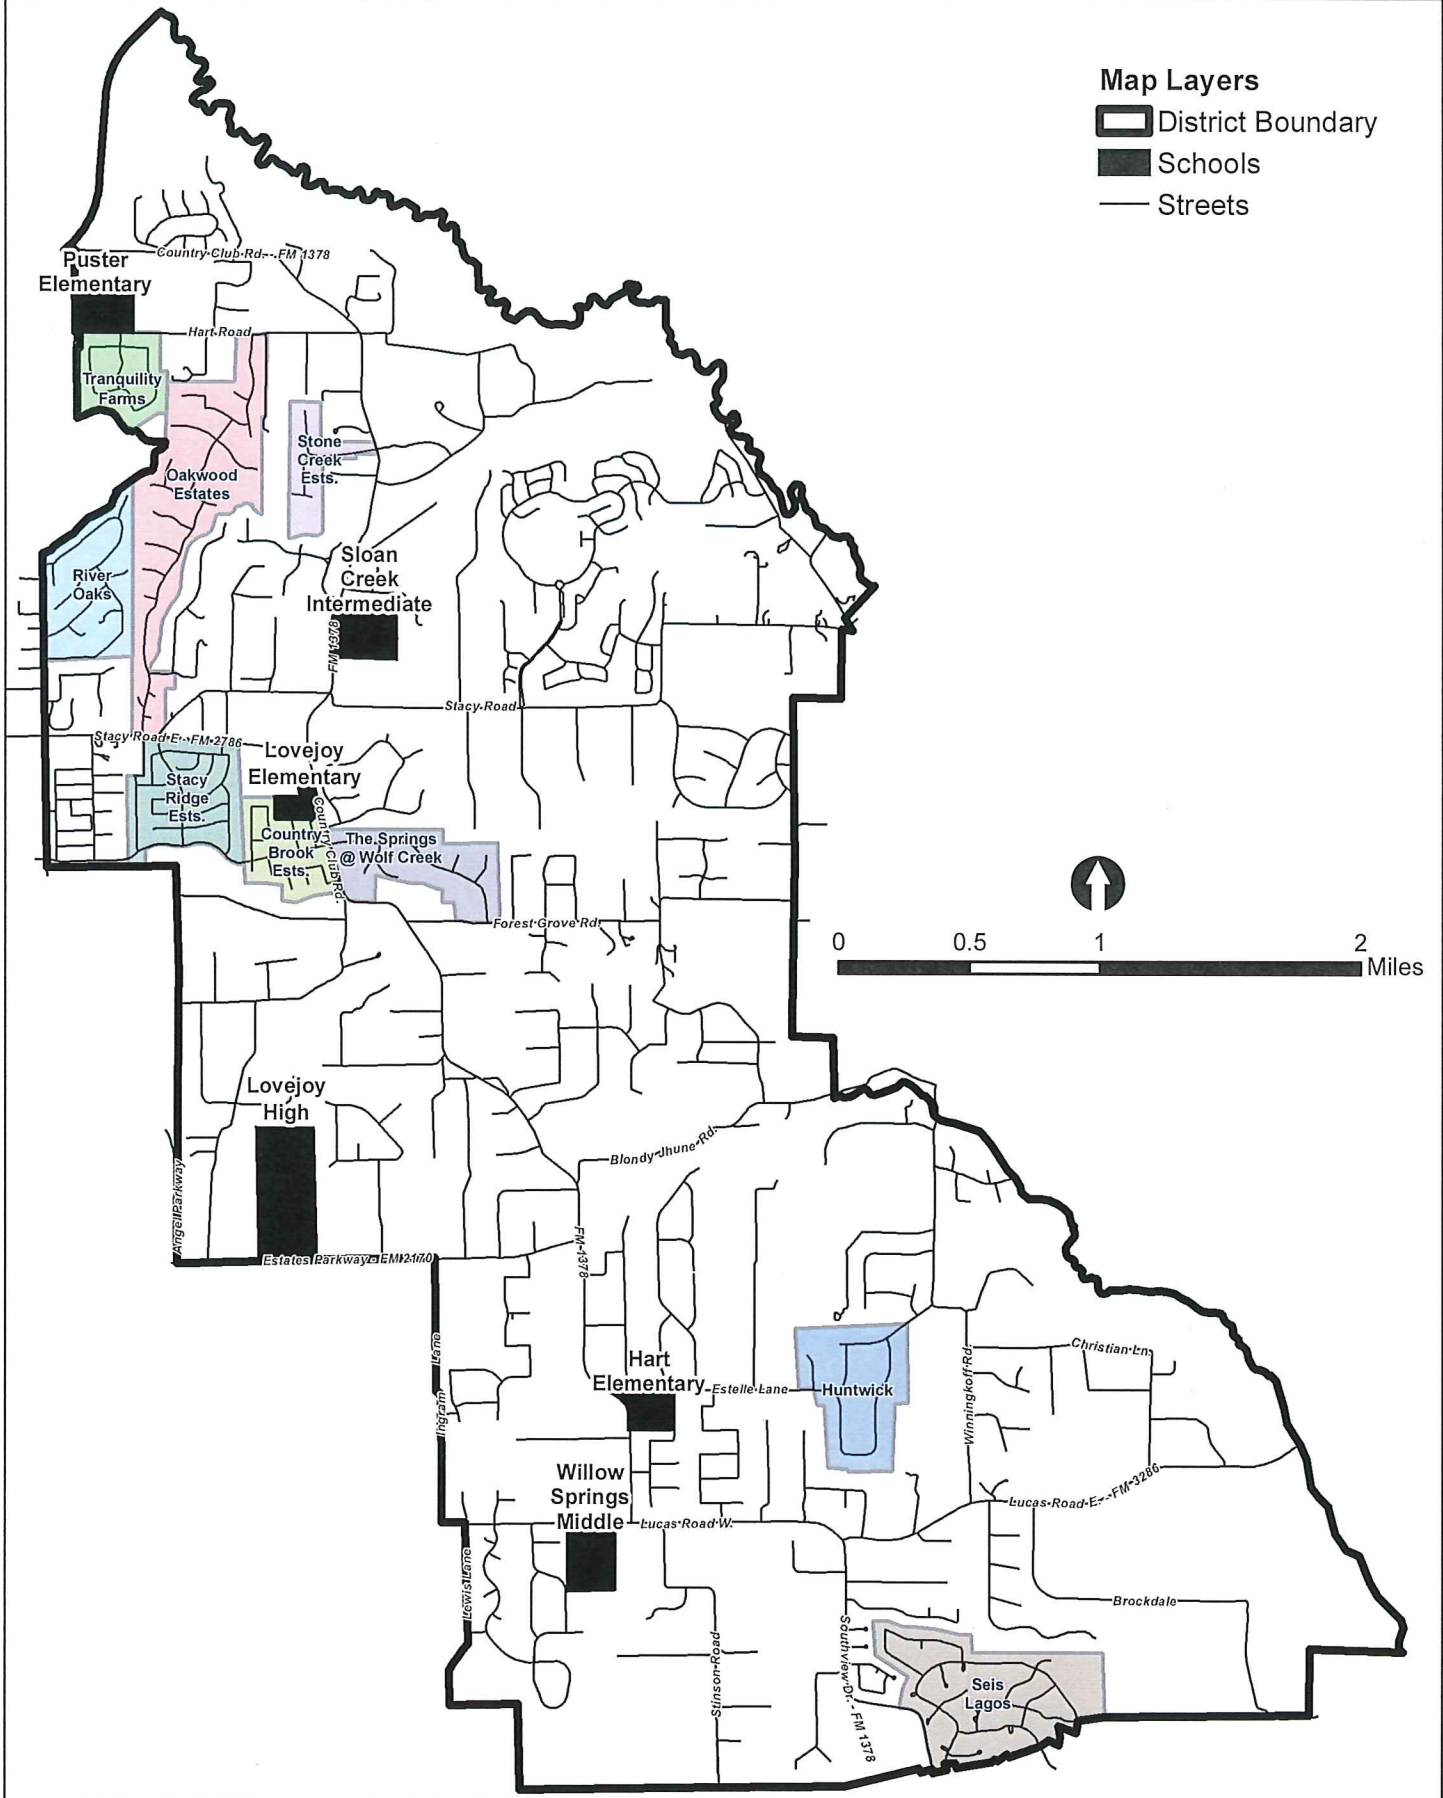 Map Layers
District Boundary
Schools
Streets
Country Club Rd. - FM 1378
Puster
Elementary
Hart Road
Tranquility
Farms
Stone
Creek
Ests.
Oakwood
Estates
Sloan
Creek
Intermediate
River
Oaks
FM 1378
Stacy Road
Stacy Road E - FM 2786
Lovejoy
Elementary
Stacy
Ridge
Ests.
Country Club Rd.
Country
Brook
Ests.
The Springs
@ Wolf Creek
Forest Grove Rd.
0 0.5 1 2
Miles
Lovejoy
High
Blondy Jhune Rd.
Angel Parkway
Estates Parkway - FM 2170
FM 1378
Ingram Lane
Hart
Elementary
Estelle Lane
Huntwick
Winningkoff Rd.
Christian Ln.
Willow
Springs
Middle
Lucas Road W.
Lucas Road E. - FM 3286
Lewis Lane
Brockdale
Stinson Road
Southview Dr. - FM 1378
Seis
Lagos